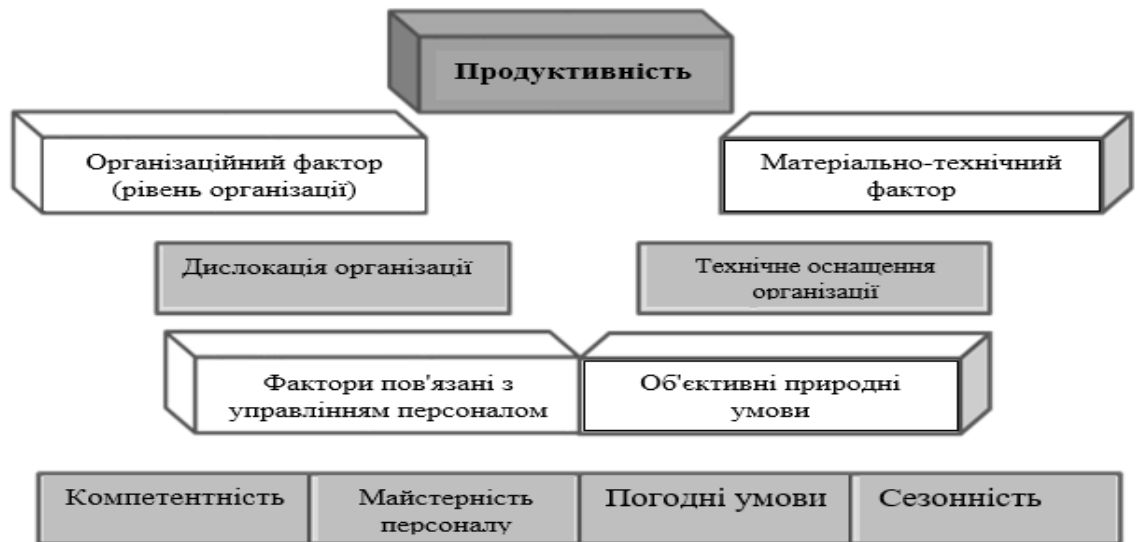 Продуктивність
Організаційний фактор
(рівень організації)
Матеріально-технічний
фактор
Дислокація організації
Технічне оснащення
організації
Фактори пов'язані з
управлінням персоналом
Об'єктивні природні
умови
Компетентність
Майстерність
персоналу
Погодні умови
Сезонність